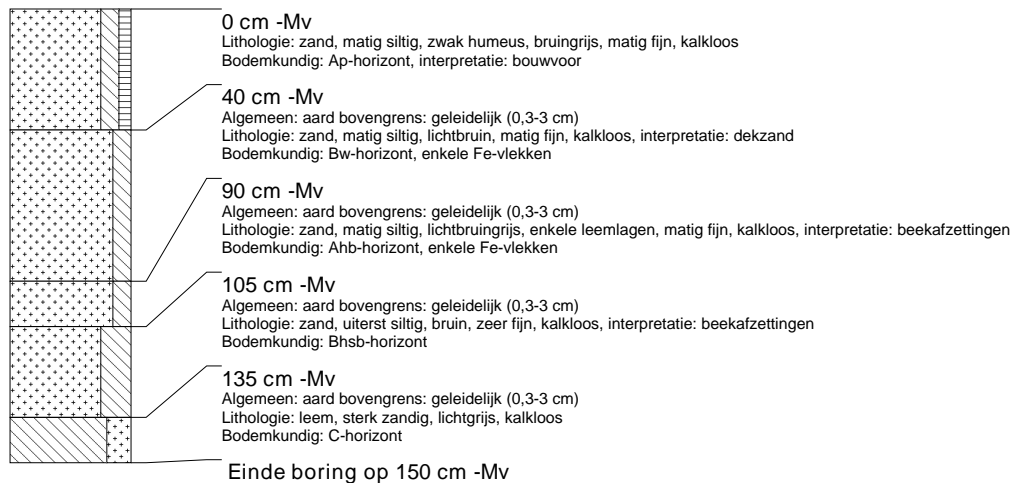 0 cm -Mv
Lithologie: zand, matig siltig, zwak humeus, bruingrijs, matig fijn, kalkloos
Bodemkundig: Ap-horizont, interpretatie: bouwvoor
40 cm -Mv
Algemeen: aard bovengrens: geleidelijk (0,3-3 cm)
Lithologie: zand, matig siltig, lichtbruin, matig fijn, kalkloos, interpretatie: dekzand
Bodemkundig: Bw-horizont, enkele Fe-vlekken
90 cm -Mv
Algemeen: aard bovengrens: geleidelijk (0,3-3 cm)
Lithologie: zand, matig siltig, lichtbruingrijs, enkele leemlagen, matig fijn, kalkloos, interpretatie: beekafzettingen
Bodemkundig: Ahb-horizont, enkele Fe-vlekken
105 cm -Mv
Algemeen: aard bovengrens: geleidelijk (0,3-3 cm)
Lithologie: zand, uiterst siltig, bruin, zeer fijn, kalkloos, interpretatie: beekafzettingen
Bodemkundig: Bhsb-horizont
135 cm -Mv
Algemeen: aard bovengrens: geleidelijk (0,3-3 cm)
Lithologie: leem, sterk zandig, lichtgrijs, kalkloos
Bodemkundig: C-horizont
Einde boring op 150 cm -Mv